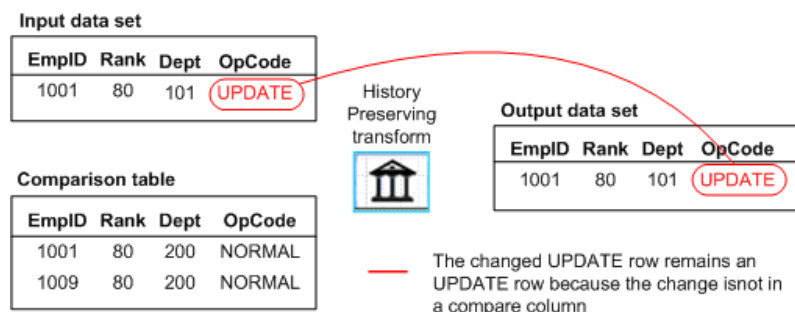 Input data set
EmpID Rank Dept OpCode
1001 80 101 UPDATE
History
Preserving
transform
Output data set
EmpID Rank Dept OpCode
1001 80 101 UPDATE
Comparison table
EmpID Rank Dept OpCode
1001 80 200 NORMAL
1009 80 200 NORMAL
The changed UPDATE row remains an
UPDATE row because the change isnot in
a compare column